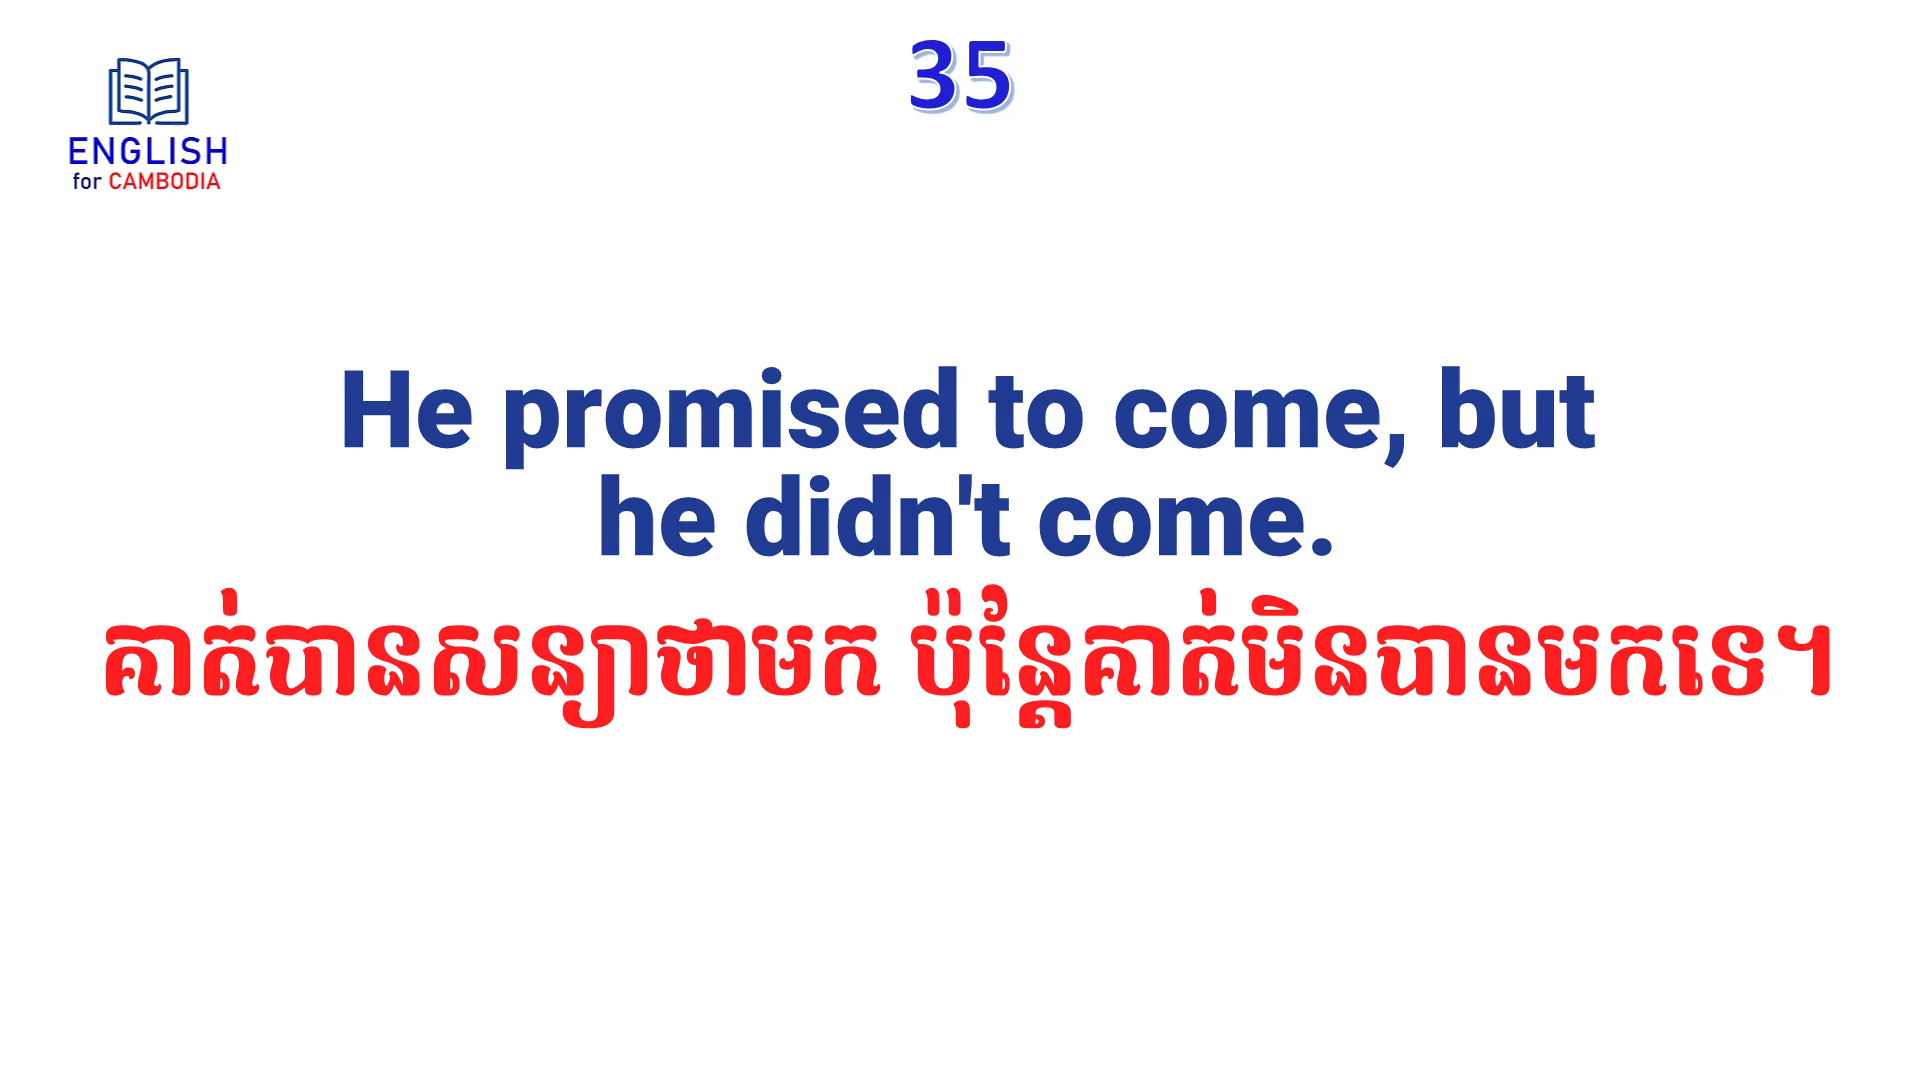 35
ENGLISH
for CAMBODIA
He promised to come, but
he didn't come.
គាត់បានសន្យាថាមក ប៉ុន្តែគាត់មិនបានមកទេ។